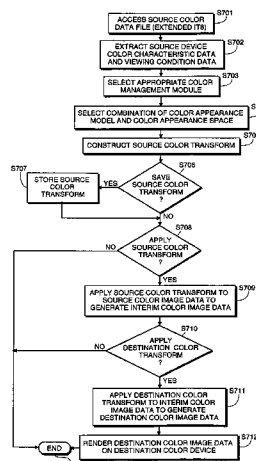 S701
ACCESS SOURCE COLOR
DATA FILE (EXTENDED IT8)
S702
EXTRACT SOURCE DEVICE
COLOR CHARACTERISTIC DATA
AND VIEWING CONDITION DATA
S703
SELECT APPROPRIATE COLOR
MANAGEMENT MODULE
SELECT COMBINATION OF COLOR APPEARANCE
MODEL AND COLOR APPEARANCE SPACE
CONSTRUCT SOURCE COLOR TRANSFORM
S706
SAVE
SOURCE COLOR
TRANSFORM
?
YES
S707
STORE SOURCE
COLOR
TRANSFORM
NO
S708
APPLY
SOURCE COLOR
TRANSFORM
?
NO
YES
S709
APPLY SOURCE COLOR TRANSFORM TO
SOURCE COLOR IMAGE DATA TO
GENERATE INTERIM COLOR IMAGE DATA
S710
APPLY
DESTINATION COLOR
TRANSFORM
?
NO
YES
S711
APPLY DESTINATION COLOR
TRANSFORM TO INTERIM COLOR
IMAGE DATA TO GENERATE
DESTINATION COLOR IMAGE DATA
S712
RENDER DESTINATION COLOR IMAGE DATA
ON DESTINATION COLOR DEVICE
END